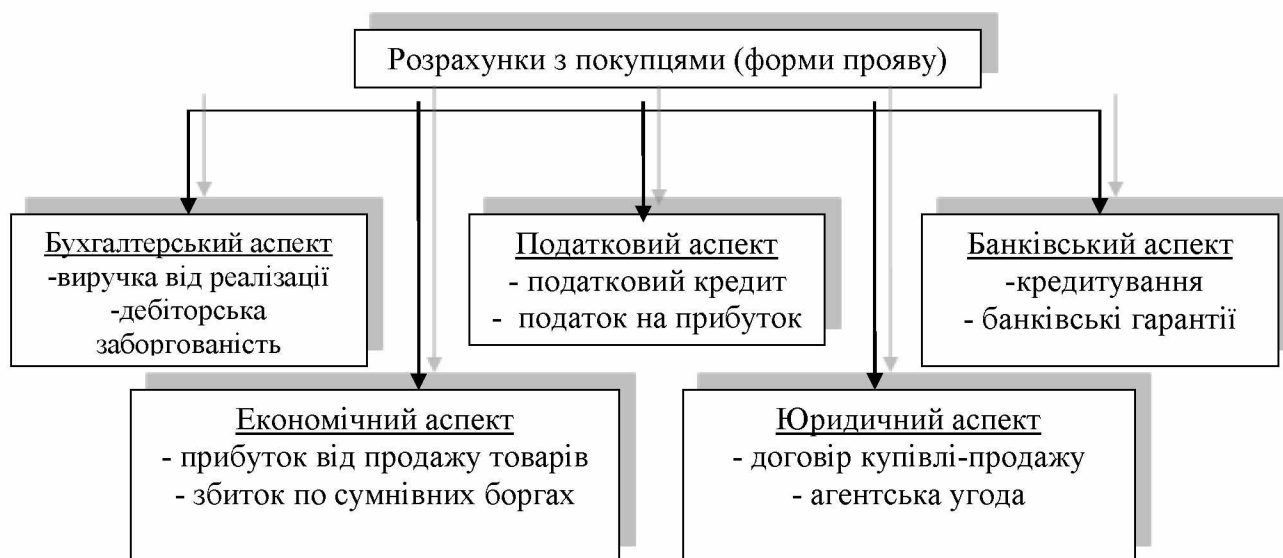 Розрахунки з покупцями (форми прояву)
Бухгалтерський аспект
-виручка від реалізації
-дебіторська
заборгованість
Податковий аспект
- податковий кредит
- податок на прибуток
Банківський аспект
-кредитування
- банківські гарантії
Економічний аспект
- прибуток від продажу товарів
- збиток по сумнівних боргах
Юридичний аспект
- договір купівлі-продажу
- агентська угода